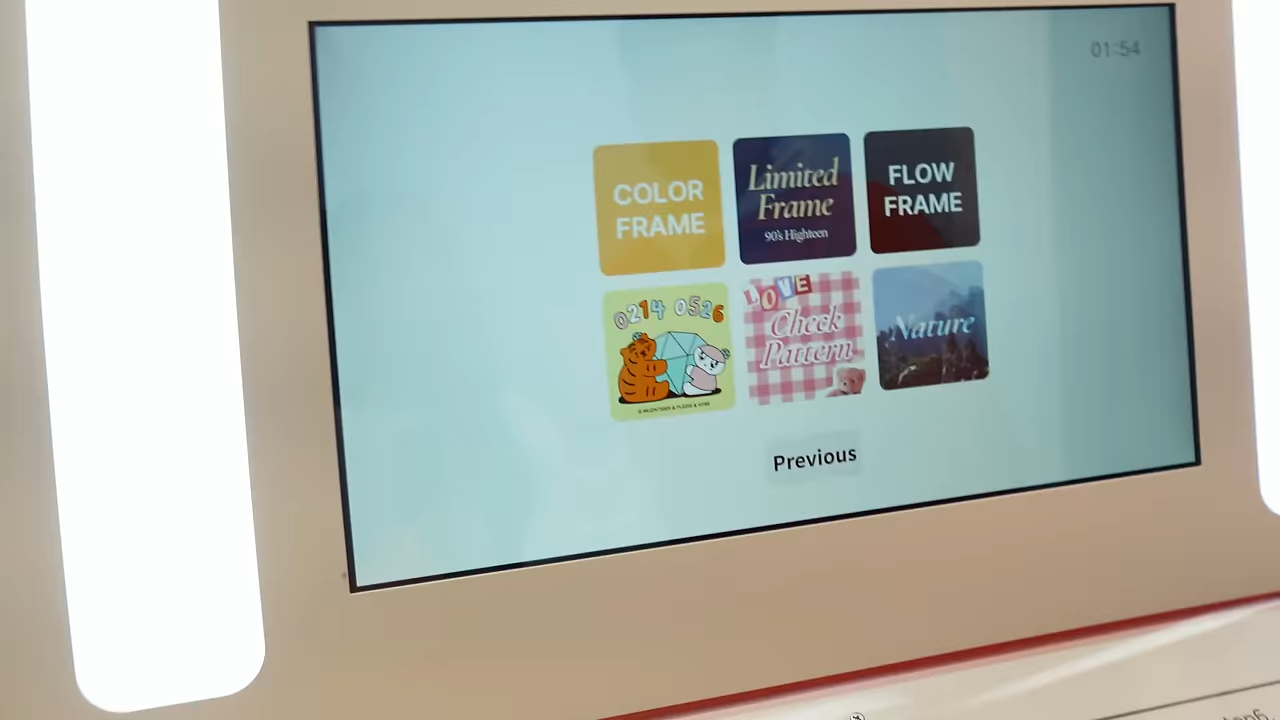 01:54
COLOR
FRAME
Limited
Frame
90's Highteen
FLOW
FRAME
0214 0526
LOVE
Check
Pattern
Nature
Previous